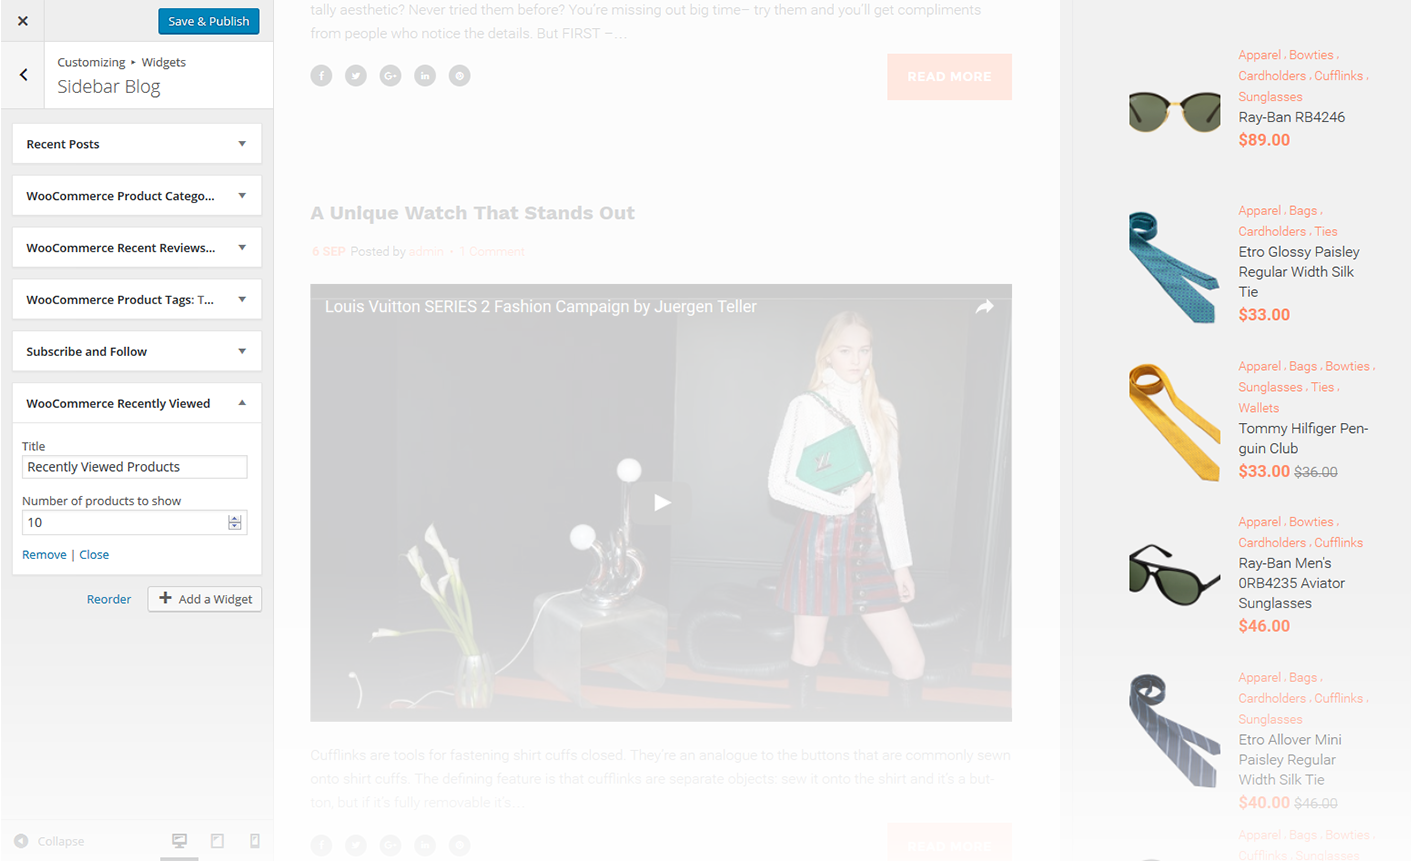 Save & Publish
Customizing ▸ Widgets
Sidebar Blog
Recent Posts
WooCommerce Product Catego...
WooCommerce Recent Reviews...
WooCommerce Product Tags: T...
Subscribe and Follow
WooCommerce Recently Viewed
Title
Recently Viewed Products
Number of products to show
10
Remove | Close
Reorder
Add a Widget
Collapse
tally aesthetic? Never tried them before? You're missing out big time– try them and you'll get compliments
from people who notice the details. But FIRST –...
READ MORE
A Unique Watch That Stands Out
6 SEP Posted by admin • 1 Comment
Louis Vuitton SERIES 2 Fashion Campaign by Juergen Teller
Cufflinks are tools for fastening shirt cuffs closed. They're an analogue to the buttons that are commonly sewn
onto shirt cuffs. The defining feature is that cufflinks are separate objects: sew it onto the shirt and it's a but-
ton, but if it's fully removable it's...
READ MORE
Apparel, Bowties,
Cardholders, Cufflinks,
Sunglasses
Ray-Ban RB4246
$89.00
Apparel, Bags,
Cardholders, Ties
Etro Glossy Paisley
Regular Width Silk
Tie
$33.00
Apparel, Bags, Bowties,
Sunglasses, Ties,
Wallets
Tommy Hilfiger Pen-
guin Club
$33.00 $36.00
Apparel, Bowties,
Cardholders, Cufflinks
Ray-Ban Men's
0RB4235 Aviator
Sunglasses
$46.00
Apparel, Bags,
Cardholders, Cufflinks,
Sunglasses
Etro Allover Mini
Paisley Regular
Width Silk Tie
$40.00 $46.00
Apparel, Bags, Bowties,
Cufflinks, Sunglasses,